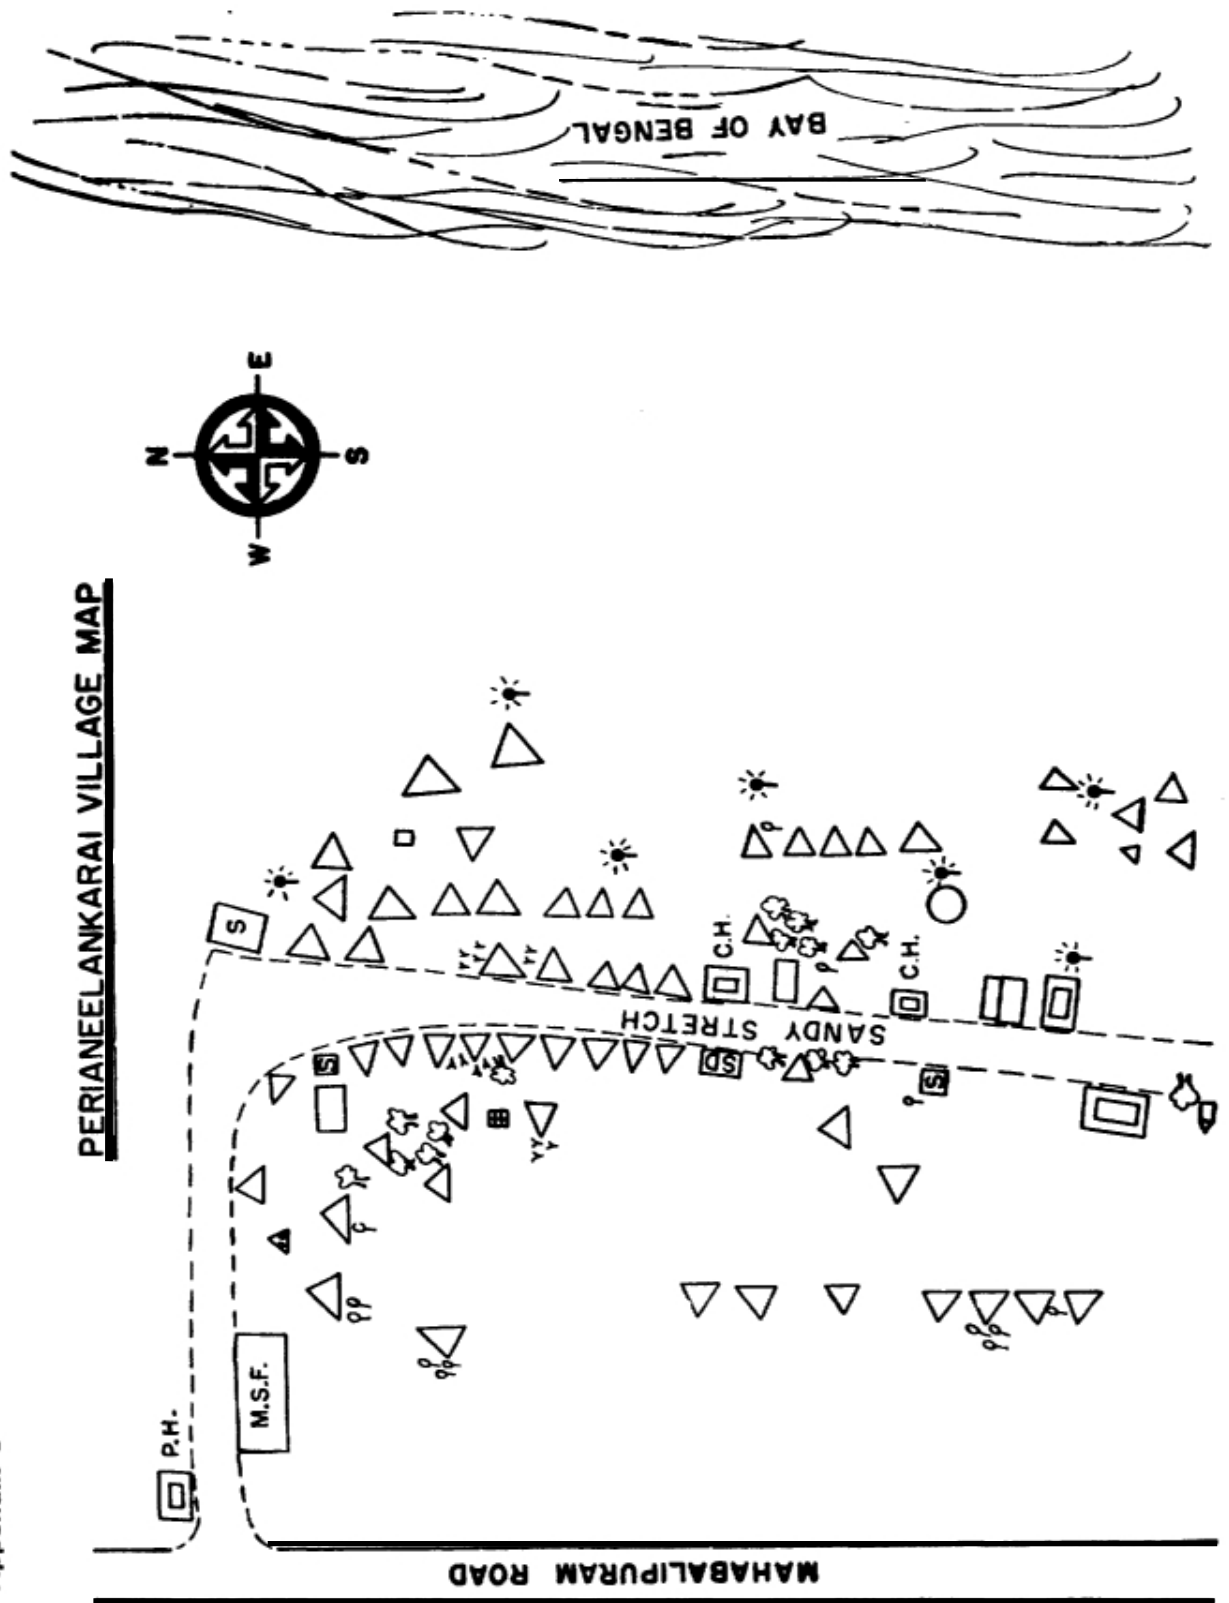 PERIANEELANKARAI VILLAGE MAP
BAY OF BENGAL
N
E
S
W
S
C.H.
C.H.
SANDY STRETCH
S
SD
S
M.S.F.
P.H.
MAHABALIPURAM ROAD